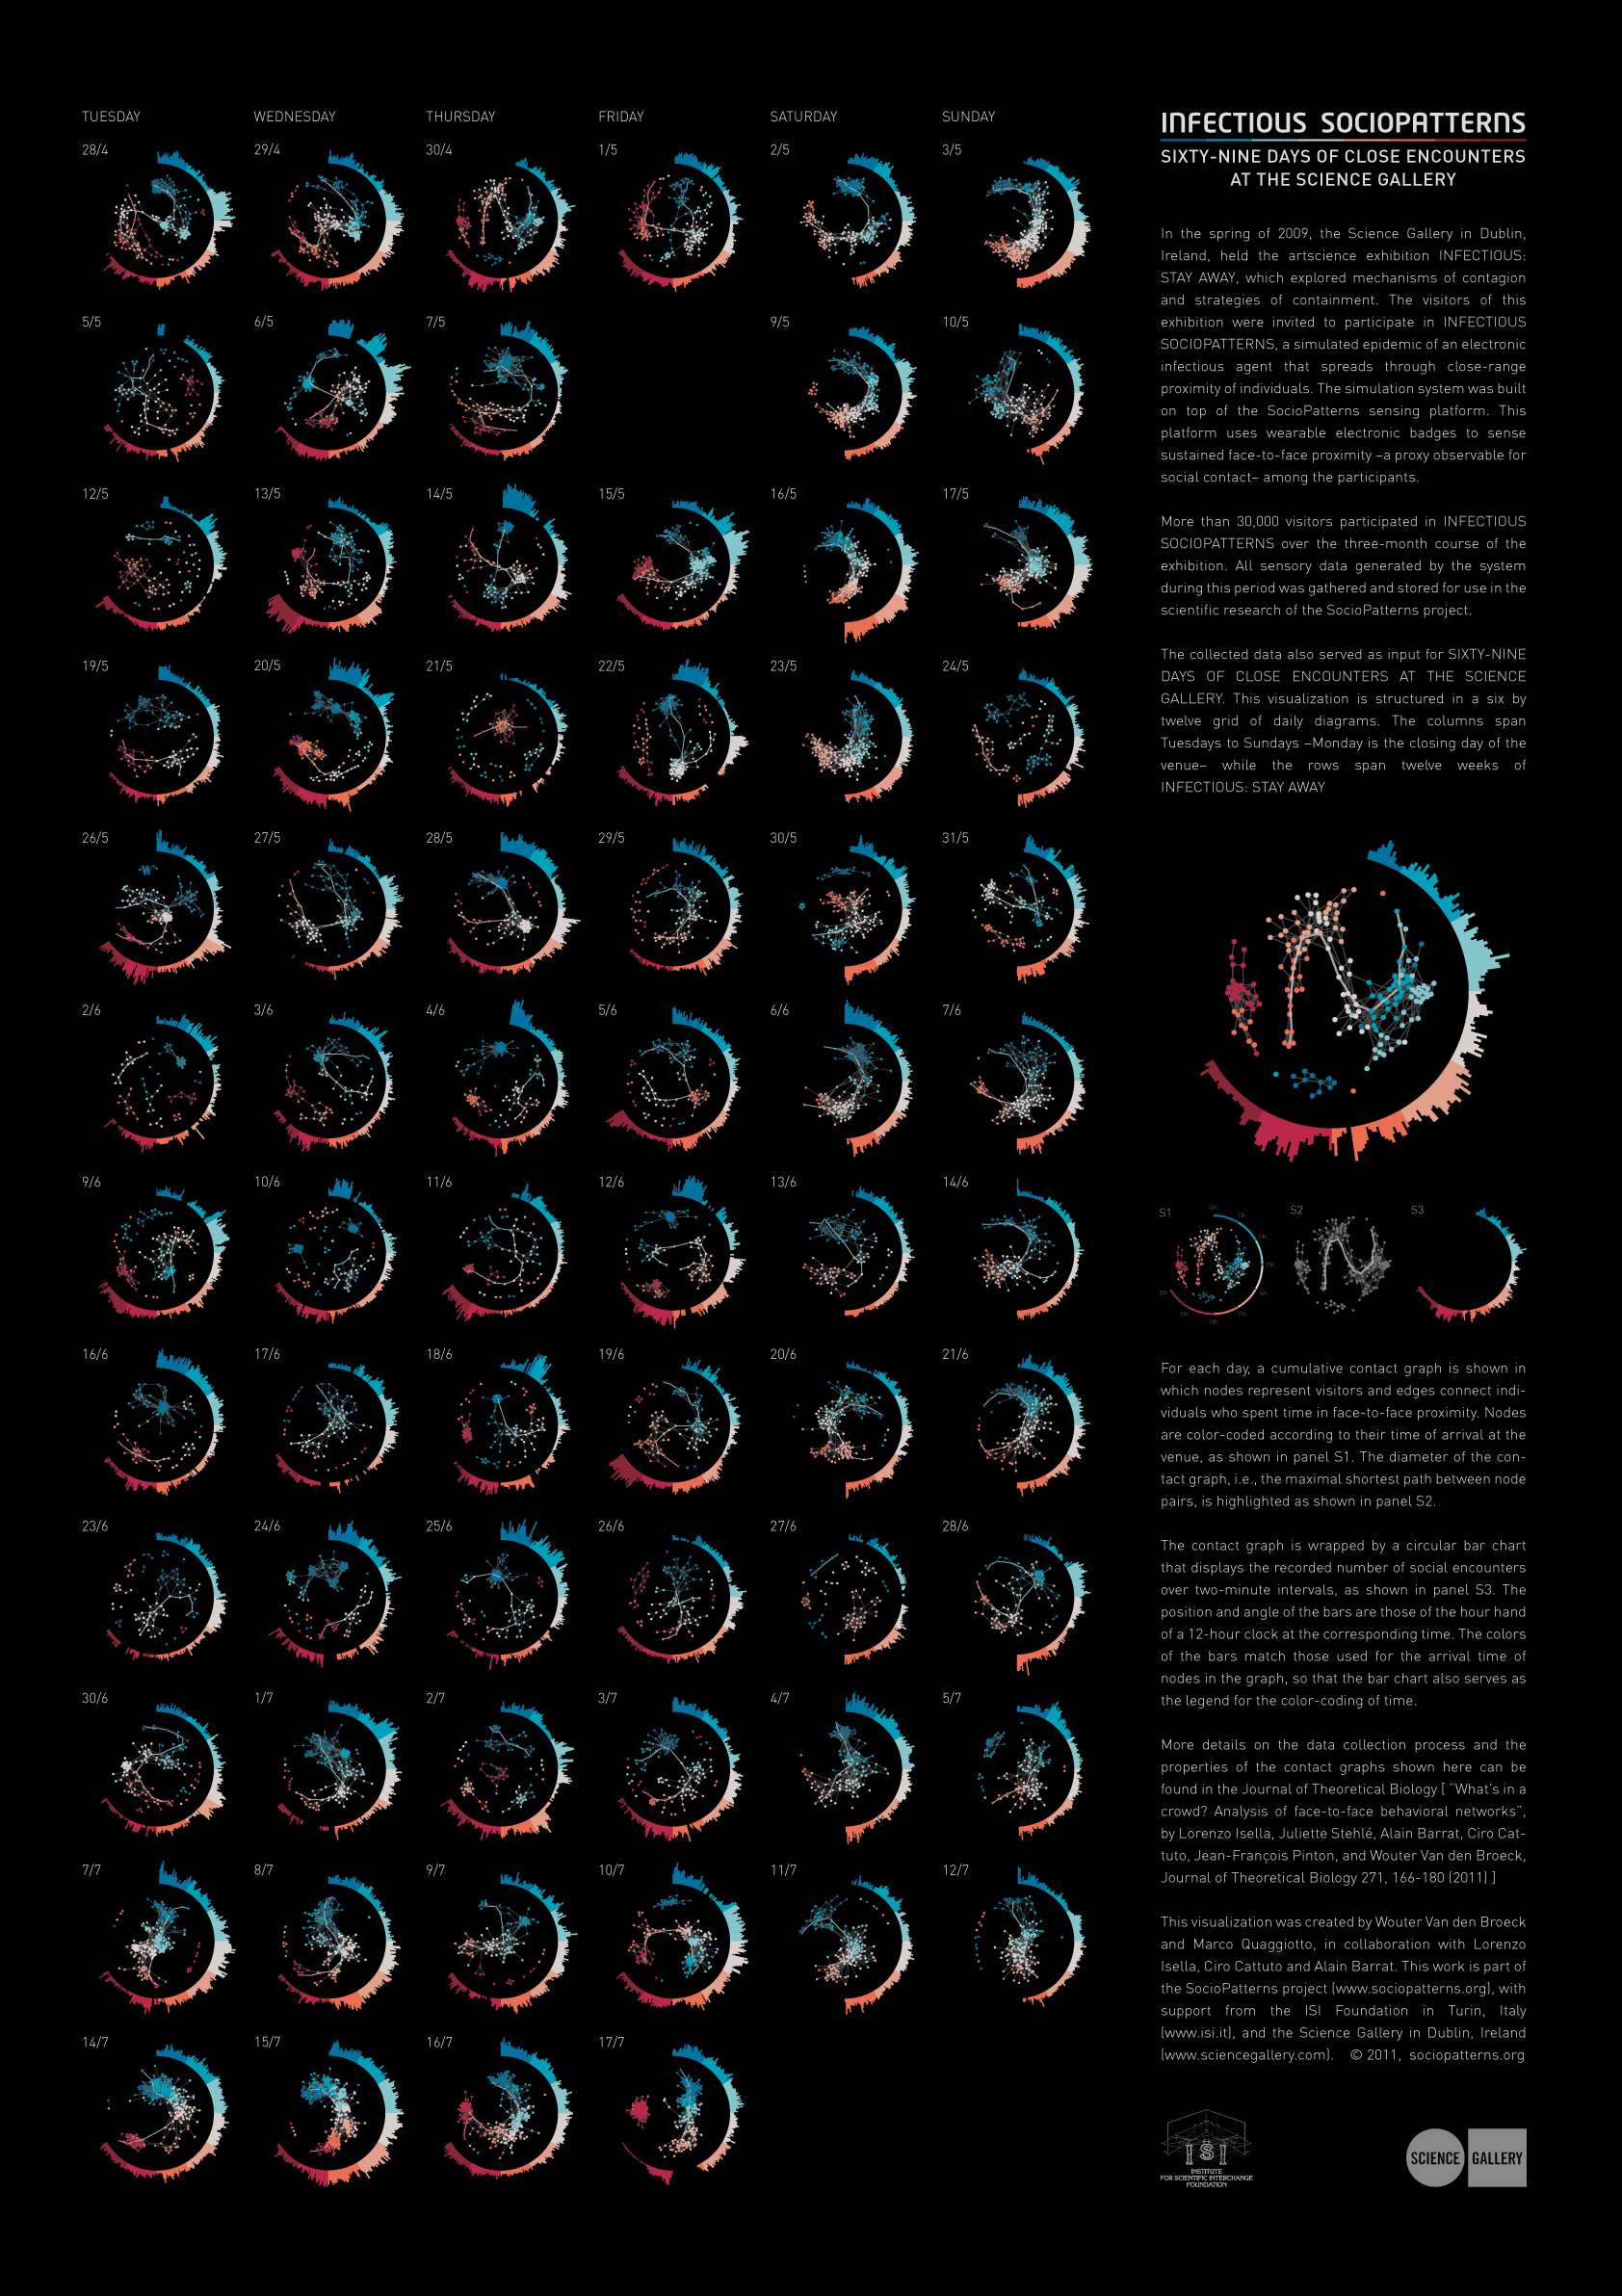 TUESDAY WEDNESDAY THURSDAY FRIDAY SATURDAY SUNDAY
28/4 29/4 30/4 1/5 2/5 3/5
5/5 6/5 7/5 9/5 10/5
12/5 13/5 14/5 15/5 16/5 17/5
19/5 20/5 21/5 22/5 23/5 24/5
26/5 27/5 28/5 29/5 30/5 31/5
2/6 3/6 4/6 5/6 6/6 7/6
9/6 10/6 11/6 12/6 13/6 14/6
16/6 17/6 18/6 19/6 20/6 21/6
23/6 24/6 25/6 26/6 27/6 28/6
30/6 1/7 2/7 3/7 4/7 5/7
7/7 8/7 9/7 10/7 11/7 12/7
14/7 15/7 16/7 17/7
INFECTIOUS SOCIOPATTERNS
SIXTY-NINE DAYS OF CLOSE ENCOUNTERS
AT THE SCIENCE GALLERY
In the spring of 2009, the Science Gallery in Dublin,
Ireland, held the artscience exhibition INFECTIOUS:
STAY AWAY, which explored mechanisms of contagion
and strategies of containment. The visitors of this
exhibition were invited to participate in INFECTIOUS
SOCIOPATTERNS, a simulated epidemic of an electronic
infectious agent that spreads through close-range
proximity of individuals. The simulation system was built
on top of the SocioPatterns sensing platform. This
platform uses wearable electronic badges to sense
sustained face-to-face proximity –a proxy observable for
social contact– among the participants.
More than 30,000 visitors participated in INFECTIOUS
SOCIOPATTERNS over the three-month course of the
exhibition. All sensory data generated by the system
during this period was gathered and stored for use in the
scientific research of the SocioPatterns project.
The collected data also served as input for SIXTY-NINE
DAYS OF CLOSE ENCOUNTERS AT THE SCIENCE
GALLERY. This visualization is structured in a six by
twelve grid of daily diagrams. The columns span
Tuesdays to Sundays –Monday is the closing day of the
venue– while the rows span twelve weeks of
INFECTIOUS: STAY AWAY
S1 S2 S3
For each day, a cumulative contact graph is shown in
which nodes represent visitors and edges connect indi-
viduals who spent time in face-to-face proximity. Nodes
are color-coded according to their time of arrival at the
venue, as shown in panel S1. The diameter of the con-
tact graph, i.e., the maximal shortest path between node
pairs, is highlighted as shown in panel S2.
The contact graph is wrapped by a circular bar chart
that displays the recorded number of social encounters
over two-minute intervals, as shown in panel S3. The
position and angle of the bars are those of the hour hand
of a 12-hour clock at the corresponding time. The colors
of the bars match those used for the arrival time of
nodes in the graph, so that the bar chart also serves as
the legend for the color-coding of time.
More details on the data collection process and the
properties of the contact graphs shown here can be
found in the Journal of Theoretical Biology [ "What's in a
crowd? Analysis of face-to-face behavioral networks",
by Lorenzo Isella, Juliette Stehlé, Alain Barrat, Ciro Cat-
tuto, Jean-François Pinton, and Wouter Van den Broeck,
Journal of Theoretical Biology 271, 166-180 (2011) ]
This visualization was created by Wouter Van den Broeck
and Marco Quaggiotto, in collaboration with Lorenzo
Isella, Ciro Cattuto and Alain Barrat. This work is part of
the SocioPatterns project (www.sociopatterns.org), with
support from the ISI Foundation in Turin, Italy
(www.isi.it), and the Science Gallery in Dublin, Ireland
(www.sciencegallery.com). © 2011, sociopatterns.org
ISI
INSTITUTE
FOR SCIENTIFIC INTERCHANGE
FOUNDATION
SCIENCE GALLERY